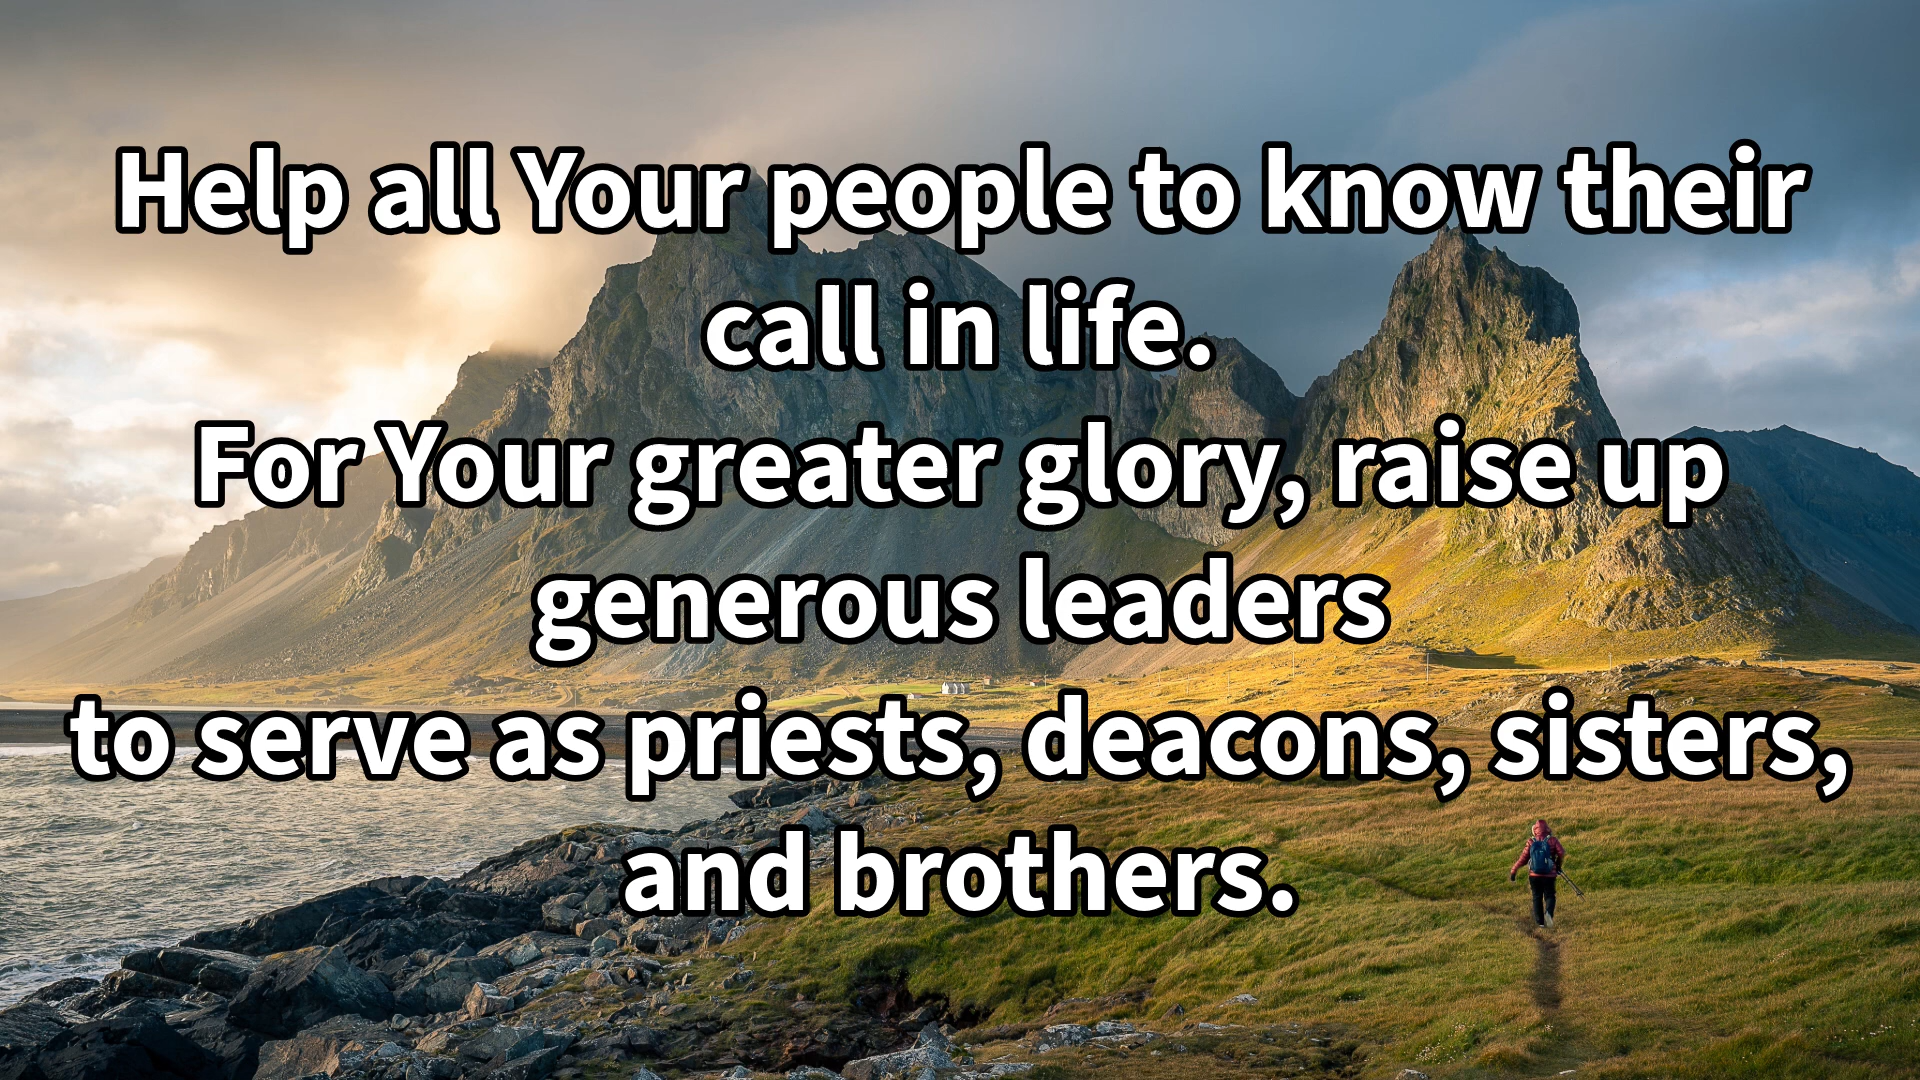 Help all Your people to know their
call in life.
For Your greater glory, raise up
generous leaders
to serve as priests, deacons, sisters,
and brothers.